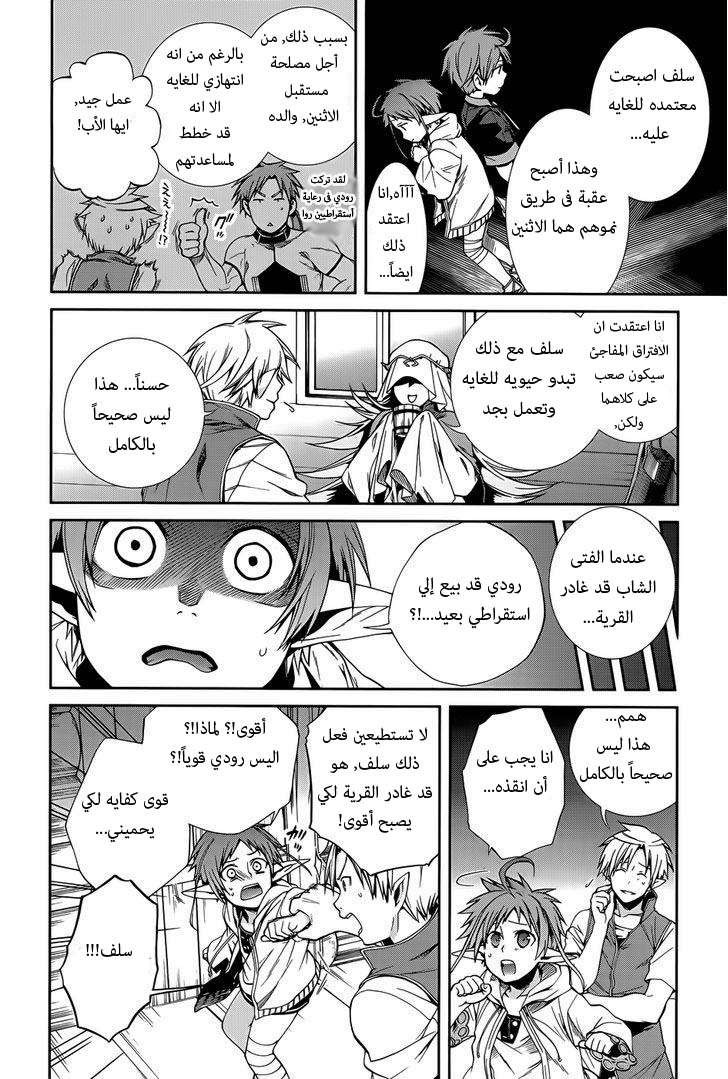 سلف اصبحت
معتمده للغايه
عليه...
وهذا أصبح
عقبة فى طريق
نموهم هما الاثنين
آآآه,انا
اعتقد
ذلك
ايضاً...
بسبب ذلك, من
أجل مصلحة
مستقبل
الاثنين, والده
بالرغم من انه
انتهازي للغايه
الا انه
قد خطط
لمساعدتهم
لقد تركت
رودي فى رعاية
أستقراطيين روا
عمل جيد,
ايها الأب!
انا اعتقدت ان
الافتراق المفاجئ
سيكون صعب
على كلاهما
ولكن,
سلف مع ذلك
تبدو حيويه للغايه
وتعمل بجد
حسناً... هذا
ليس صحيحاً
بالكامل
عندما الفتى
الشاب قد غادر
القرية...
رودي قد بيع إلي
استقراطي بعيد...!؟
همم...
هذا ليس
صحيحاً بالكامل
انا يجب على
أن انقذه...
لا تستطيعين فعل
ذلك سلف, هو
قد غادر القرية لكي
يصبح أقوى!
أقوى!؟ لماذا!؟
اليس رودي قوياً!؟
قوى كفايه لكي
يحميني...
سلف!!!